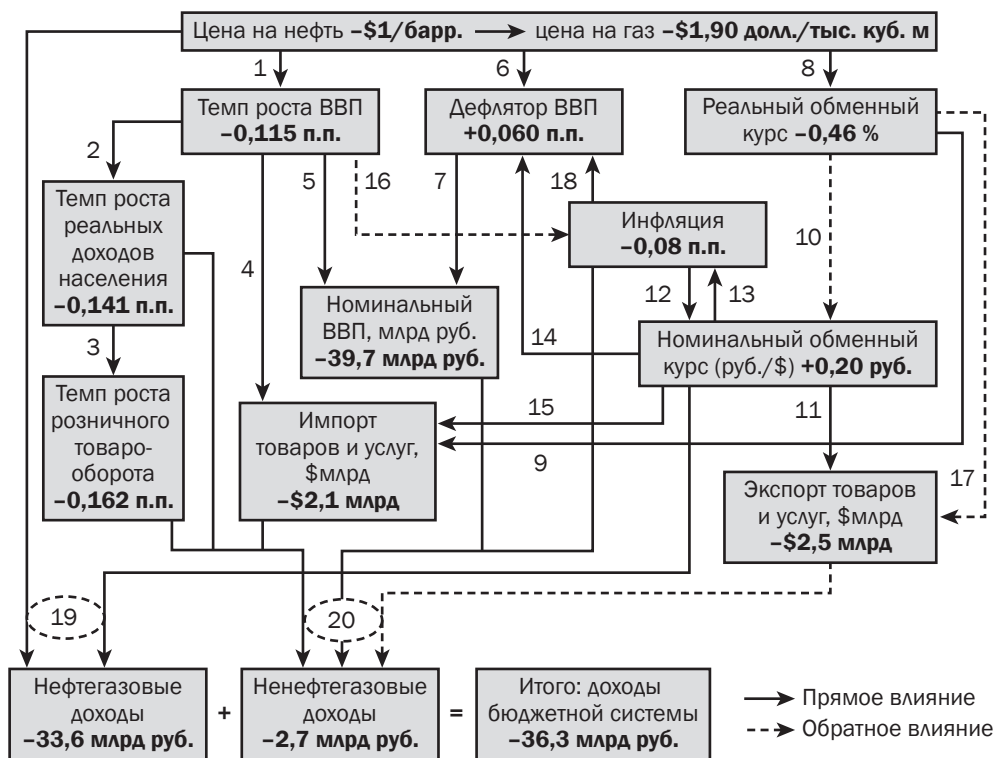 Цена на нефть –$1/барр. цена на газ –$1,90 долл./тыс. куб. м
1
6
8
Темп роста ВВП
–0,115 п.п.
Дефлятор ВВП
+0,060 п.п.
Реальный обменный
курс –0,46 %
2
5
16
7
18
Темп роста
реальных
доходов
населения
–0,141 п.п.
Инфляция
–0,08 п.п.
10
4
12
13
Номинальный
ВВП, млрд руб.
–39,7 млрд руб.
14
Номинальный обменный
курс (руб./$) +0,20 руб.
3
Темп роста
розничного
товаро-
оборота
–0,162 п.п.
15
11
Импорт
товаров и услуг,
$млрд
–$2,1 млрд
9
17
Экспорт товаров
и услуг, $млрд
–$2,5 млрд
19
20
Нефтегазовые
доходы
–33,6 млрд руб.
+
Ненефтегазовые
доходы
–2,7 млрд руб.
=
Итого: доходы
бюджетной системы
–36,3 млрд руб.
Прямое влияние
Обратное влияние